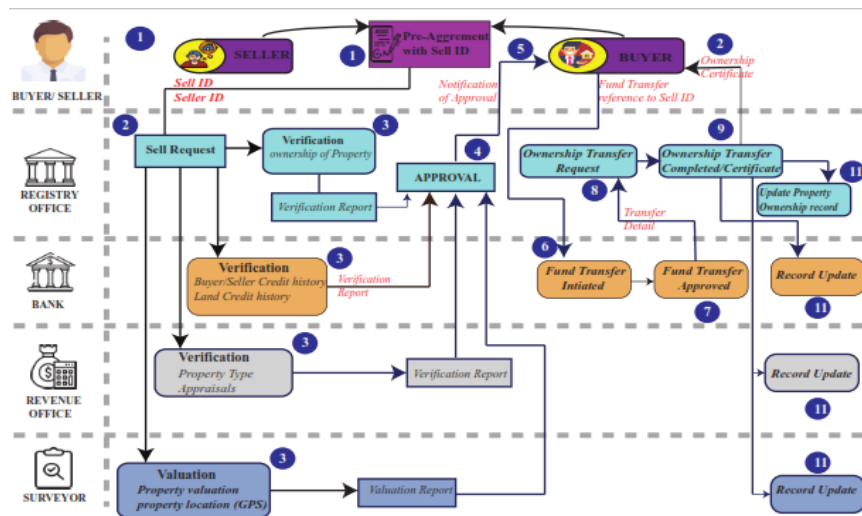 1
SELLER
Sell ID
Seller ID
1
Pre-Aggrement
with Sell ID
5
BUYER
2
Ownership
Certificate
Notification
of Approval
Fund Transfer
reference to Sell ID
BUYER/ SELLER
2
Sell Request
3
Verification
ownership of Property
Verification Report
4
APPROVAL
Ownership Transfer
Request
8
9
Ownership Transfer
Completed/Certificate
11
Update Property
Ownership record
REGISTRY
OFFICE
Transfer
Detail
3
Verification
Buyer/Seller Credit history
Land Credit history
Verification
Report
6
Fund Transfer
Intiated
Fund Transfer
Approved
7
Record Update
11
BANK
3
Verification
Property Type
Appraisals
Verification Report
Record Update
11
REVENUE
OFFICE
3
Valuation
Property valuation
property location (GPS)
Valuation Report
11
Record Update
SURVEYOR